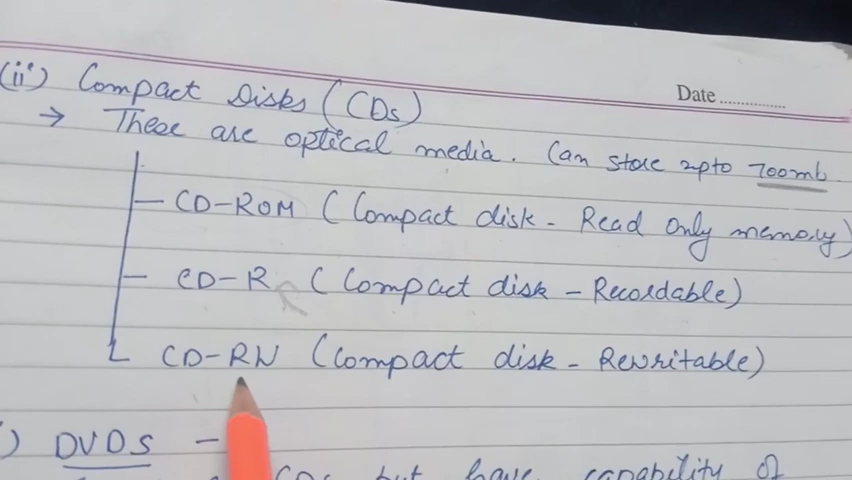 (ii) Compact Disks (CDs)
Date ..............
→ These are optical media. Can store upto 700mb.
— CD-ROM (Compact disk - Read Only memory)
— CD-R (Compact disk - Recordable)
CD-RW (Compact disk - Rewritable)
) DVDS —
CDs but have capability of